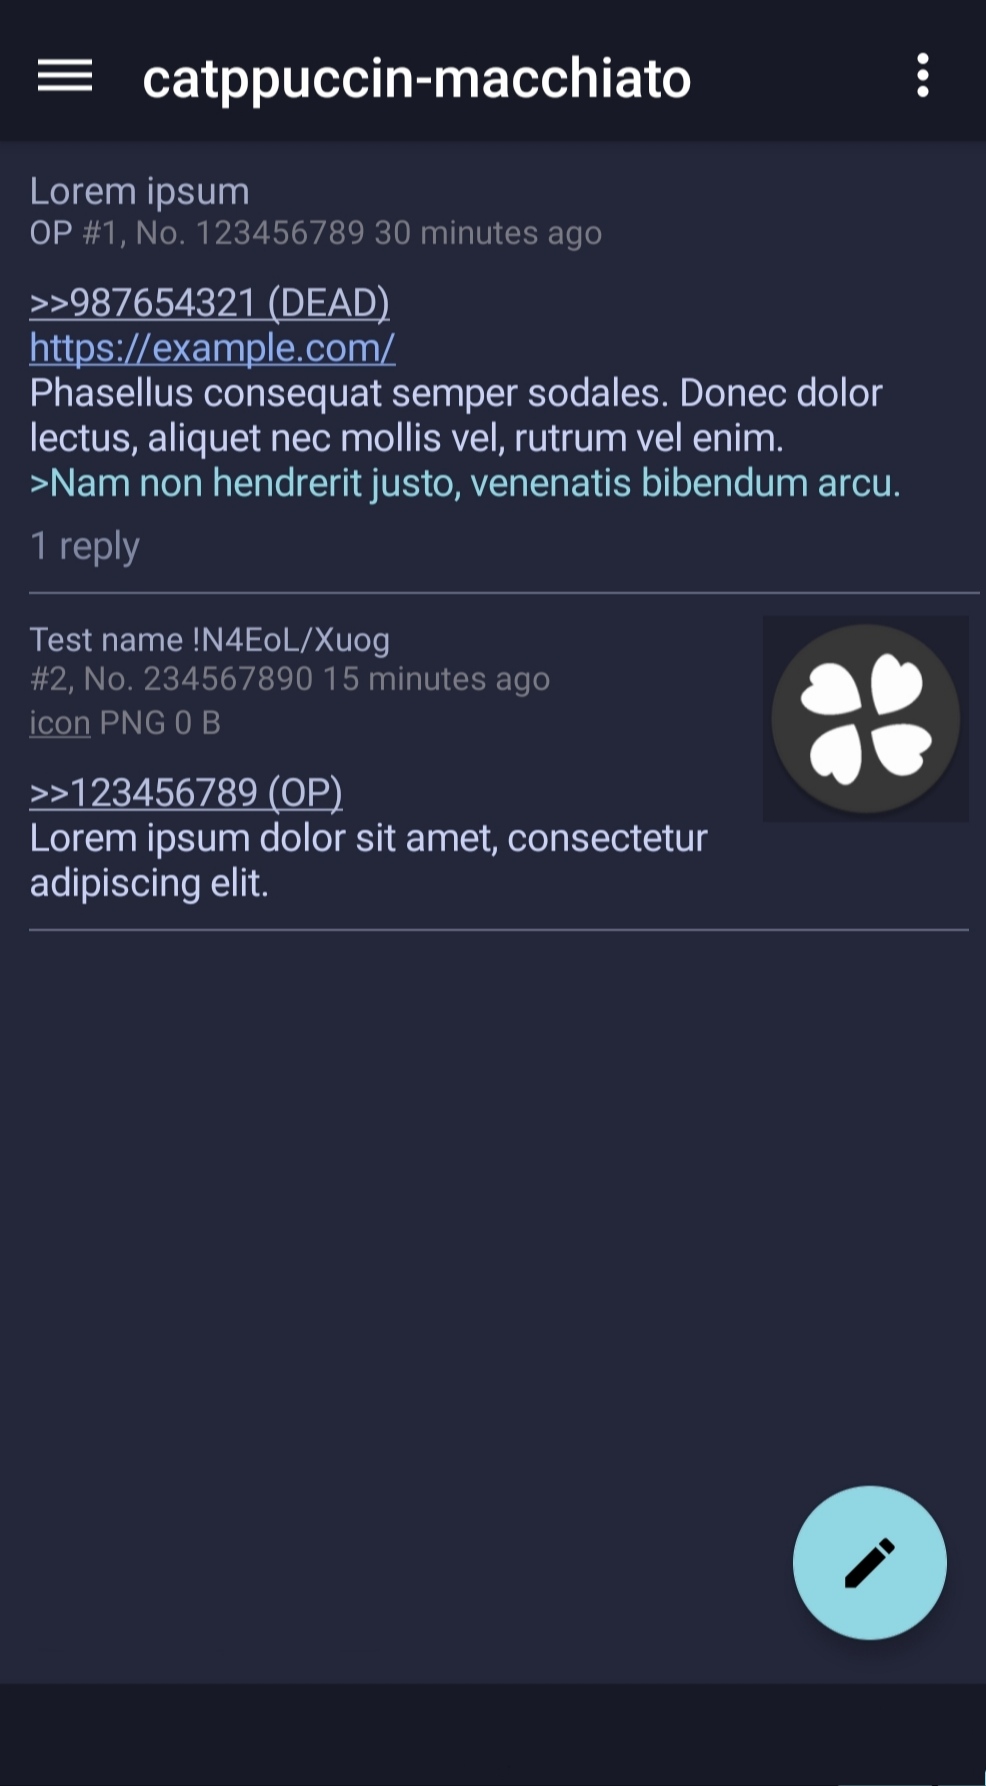 catppuccin-macchiato
Lorem ipsum
OP #1, No. 123456789 30 minutes ago
>>987654321 (DEAD)
https://example.com/
Phasellus consequat semper sodales. Donec dolor
lectus, aliquet nec mollis vel, rutrum vel enim.
>Nam non hendrerit justo, venenatis bibendum arcu.
1 reply
Test name !N4EoL/Xuog
#2, No. 234567890 15 minutes ago
icon PNG 0 B
>>123456789 (OP)
Lorem ipsum dolor sit amet, consectetur
adipiscing elit.